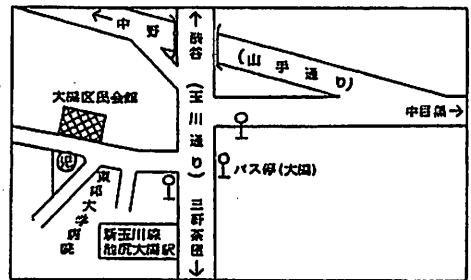 ←中野
↑渋谷
(山手通り)
大橋区民会館
(玉川通り)
中目黒→
バス停(大橋)
東邦大学病院
三軒茶屋↓
新玉川線
池尻大橋駅